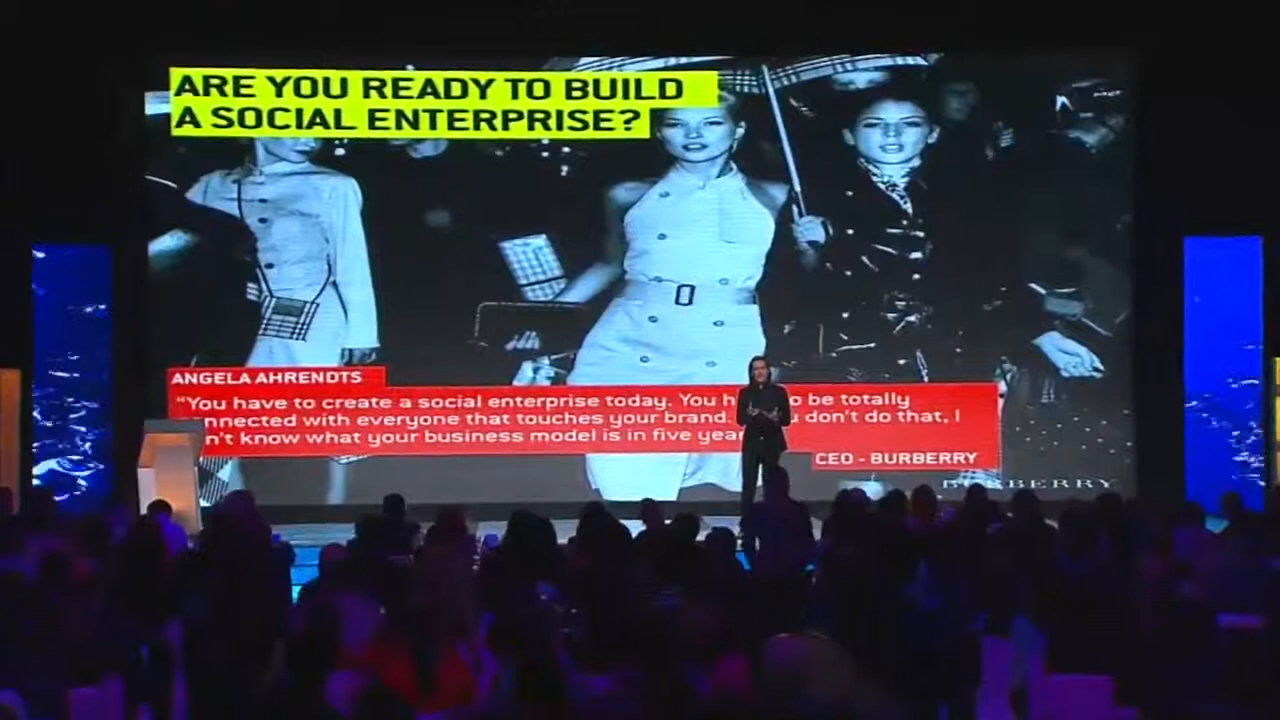 ARE YOU READY TO BUILD
A SOCIAL ENTERPRISE?
ANGELA AHRENDTS
"You have to create a social enterprise today. You h o be totally
nnected with everyone that touches your brand. don't do that, I
n't know what your business model is in five year
CEO - BURBERRY
BURBERRY